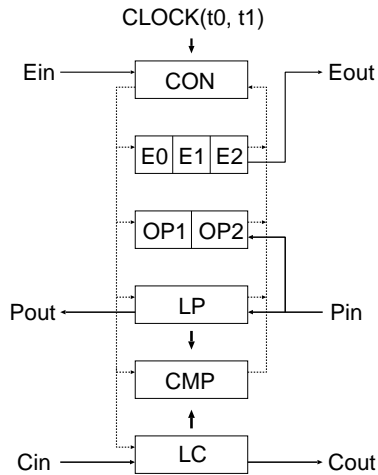 CLOCK(t0, t1)
Ein CON Eout
E0 E1 E2
OP1 OP2
Pout LP Pin
CMP
Cin LC Cout